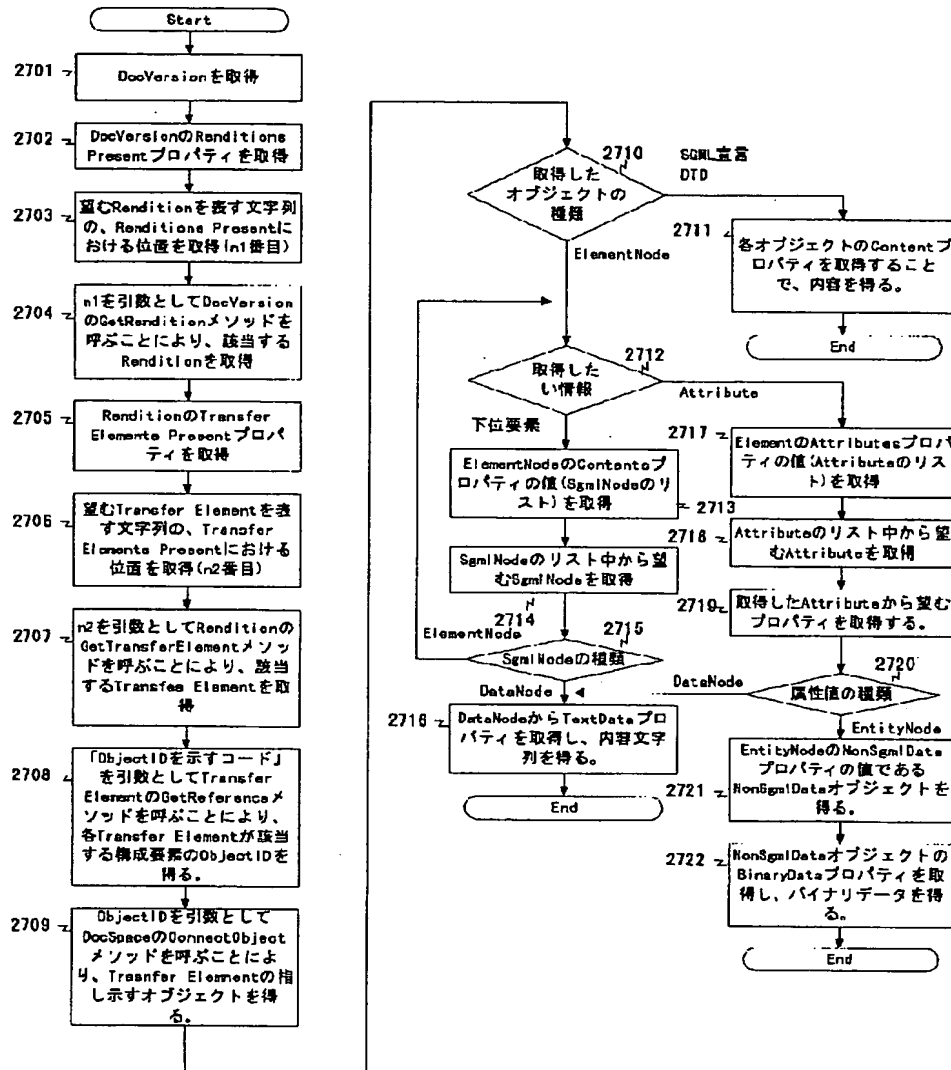 Start
2701
DocVersionを取得
2702
DocVersionのRenditions
Presentプロパティを取得
2703
望むRenditionを表す文字列
の、Renditions Presentに
おける位置を取得(n1番目)
2704
n1を引数としてDocVersion
のGetRenditionメソッドを
呼ぶことにより、該当する
Renditionを取得
2705
RenditionのTransfer
Elements Presentプロパ
ティを取得
2706
望むTransfer Elementを表
す文字列の、Transfer
Elements Presentにおける
位置を取得(n2番目)
2707
n2を引数としてRenditionの
GetTransferElementメソッ
ドを呼ぶことにより、該当
するTransfee Elementを取
得
2708
「ObjectIDを示すコード」
を引数としてTransfer
ElementのGetReferenceメ
ソッドを呼ぶことにより、
各Transfer Elementが該当
する構成要素のObjectIDを
得る。
2709
ObjectIDを引数として
DocSpaceのConnectObject
メソッドを呼ぶことによ
り、Treanfer Elementの指
し示すオブジェクトを得
る。
2710
取得した
オブジェクトの
種類
SGML宣言
DTD
2711
各オブジェクトのContentプ
ロパティを取得すること
で、内容を得る。
End
ElementNode
2712
取得した
い情報
Attribute
下位要素
2713
ElementNodeのContentsプ
ロパティの値(SgmlNodeのリ
スト)を取得
SgmlNodeのリスト中から望
むSgmlNodeを取得
2714
ElementNode
2715
SgmlNodeの種類
DataNode
2716
DataNodeからTextDataプロ
パティを取得し、内容文字
列を得る。
End
2717
ElementのAttributesプロパ
ティの値(Attributeのリス
ト)を取得
2718
Attributeのリスト中から望
むAttributeを取得
2719
取得したAttributeから望む
プロパティを取得する。
2720
DataNode
属性値の種類
EntityNode
2721
EntityNodeのNonSgmlData
プロパティの値である
NonSgmlDataオブジェクトを
得る。
2722
NonSgmlDataオブジェクトの
BinaryDataプロパティを取
得し、バイナリデータを得
る。
End